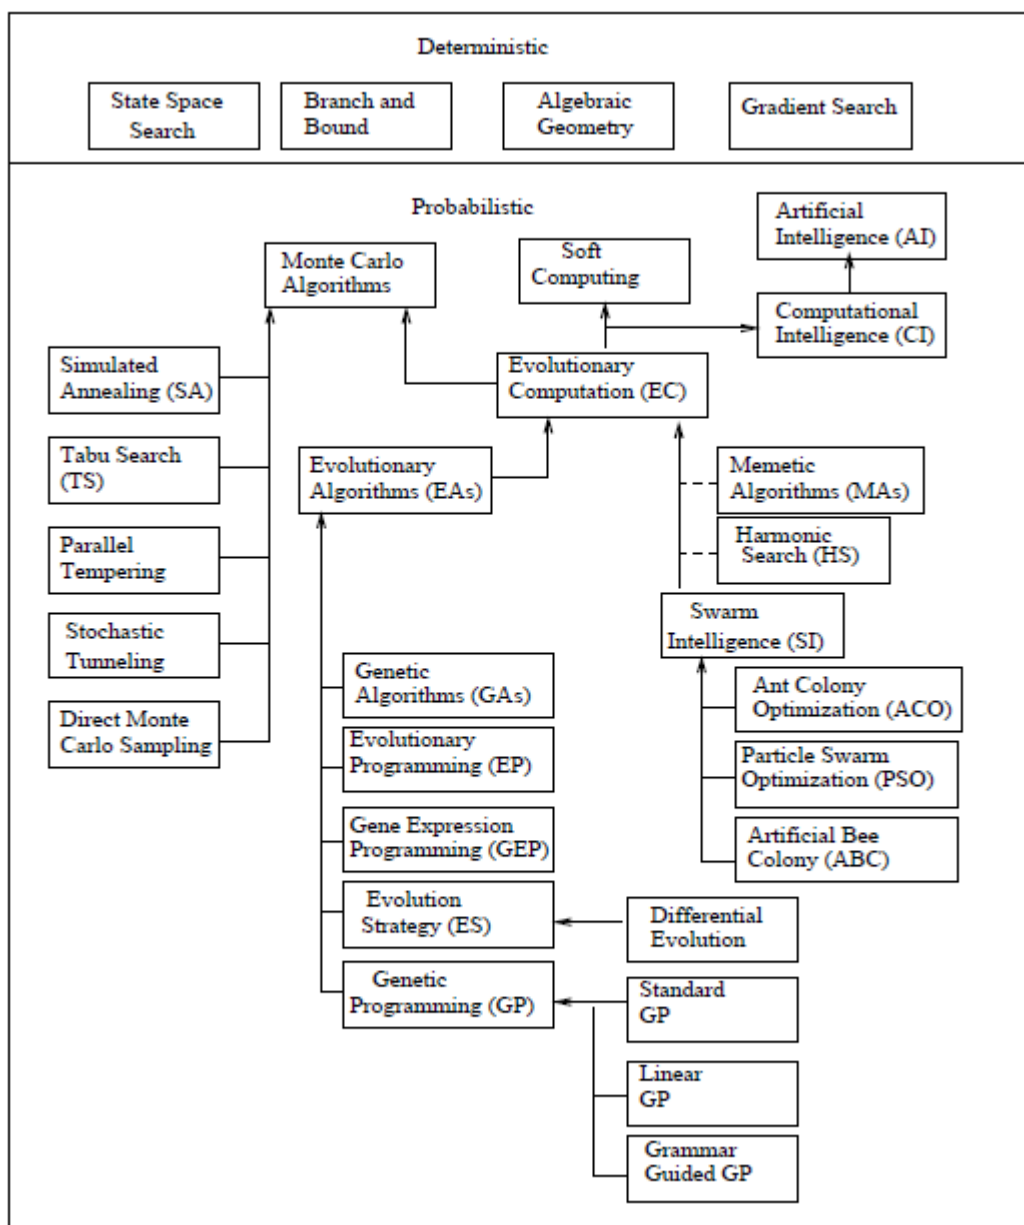 Deterministic
State Space
Search
Branch and
Bound
Algebraic
Geometry
Gradient Search
Probabilistic
Monte Carlo
Algorithms
Soft
Computing
Artificial
Intelligence (AI)
Computational
Intelligence (CI)
Simulated
Annealing (SA)
Evolutionary
Computation (EC)
Tabu Search
(TS)
Evolutionary
Algorithms (EAs)
Memetic
Algorithms (MAs)
Parallel
Tempering
Harmonic
Search (HS)
Stochastic
Tunneling
Swarm
Intelligence (SI)
Genetic
Algorithms (GAs)
Ant Colony
Optimization (ACO)
Direct Monte
Carlo Sampling
Evolutionary
Programming (EP)
Particle Swarm
Optimization (PSO)
Gene Expression
Programming (GEP)
Artificial Bee
Colony (ABC)
Evolution
Strategy (ES)
Differential
Evolution
Genetic
Programming (GP)
Standard
GP
Linear
GP
Grammar
Guided GP